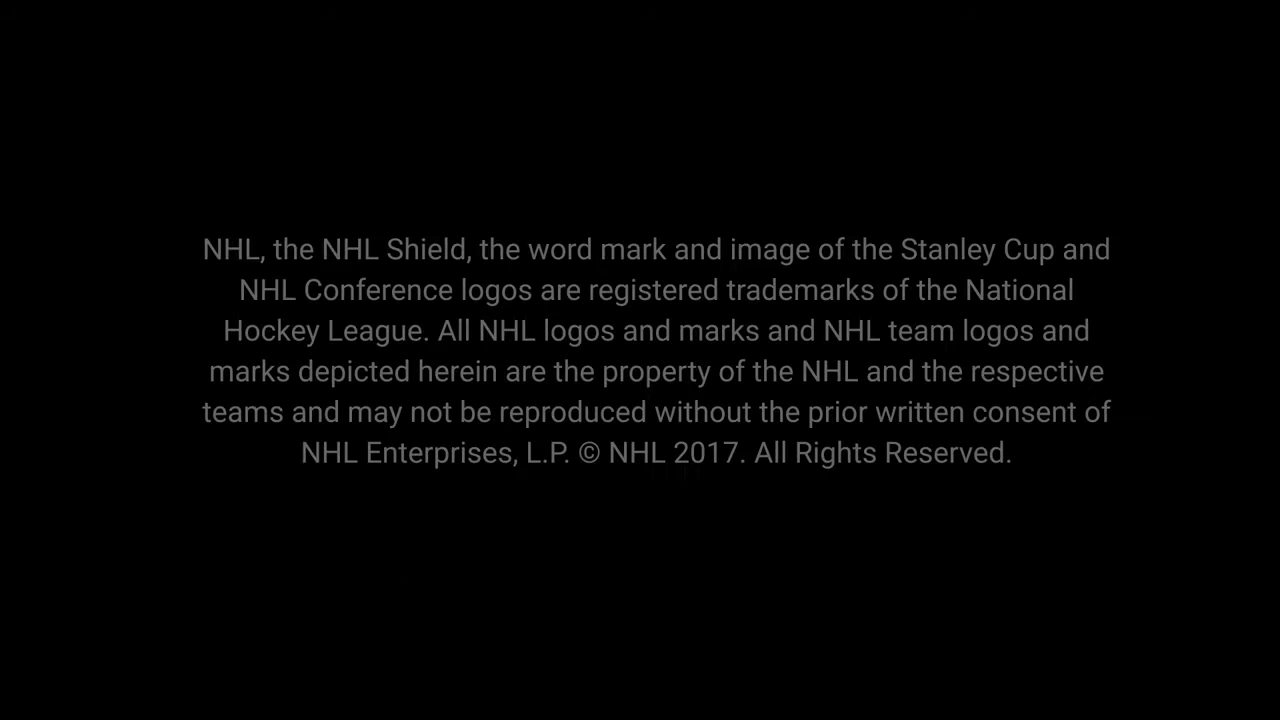 NHL, the NHL Shield, the word mark and image of the Stanley Cup and
NHL Conference logos are registered trademarks of the National
Hockey League. All NHL logos and marks and NHL team logos and
marks depicted herein are the property of the NHL and the respective
teams and may not be reproduced without the prior written consent of
NHL Enterprises, L.P. © NHL 2017. All Rights Reserved.